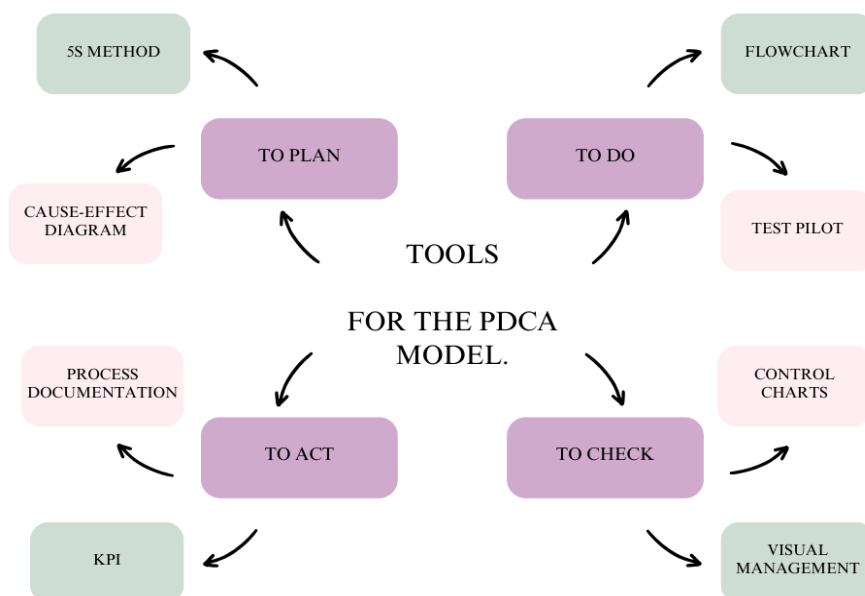 5S METHOD
FLOWCHART
TO PLAN
TO DO
CAUSE-EFFECT
DIAGRAM
TEST PILOT
TOOLS
FOR THE PDCA
MODEL.
PROCESS
DOCUMENTATION
CONTROL
CHARTS
TO ACT
TO CHECK
KPI
VISUAL
MANAGEMENT